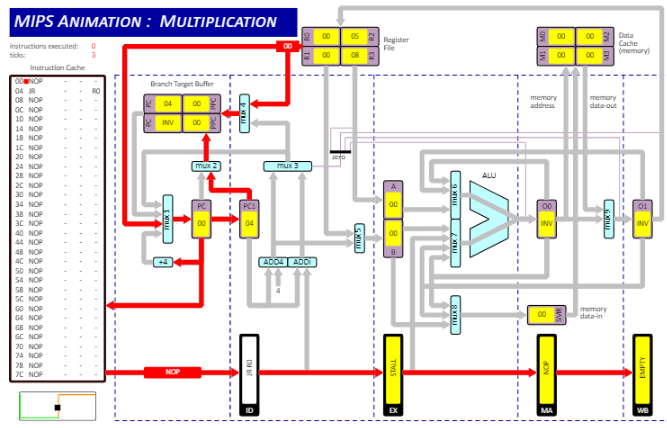 MIPS ANIMATION : MULTIPLICATION
instructions executed: 0
ticks: 3
Instruction Cache
00 NOP - - -
04 JR R0
08 NOP - - -
0C NOP - - -
10 NOP - - -
14 NOP - - -
18 NOP - - -
1C NOP - - -
20 NOP - - -
24 NOP - - -
28 NOP - - -
2C NOP - - -
30 NOP - - -
34 NOP - - -
38 NOP - - -
3C NOP - - -
40 NOP - - -
44 NOP - - -
48 NOP - - -
4C NOP - - -
50 NOP - - -
54 NOP - - -
58 NOP - - -
5C NOP - - -
60 NOP - - -
64 NOP - - -
68 NOP - - -
6C NOP - - -
70 NOP - - -
74 NOP - - -
78 NOP - - -
7C NOP - - -
00
R0 00 05 R2
R1 00 08 R3
Register
File
M0 00 00 M2
M1 00 00 M3
Data
Cache
(memory)
Branch Target Buffer
PC 04 00 PPC
PC INV 00 PPC
mux 4
memory
address
memory
data-out
zero
mux 2
mux 3
mux 1
PC
00
PC1
04
+4
ADD4
ADDI
4
mux 5
A
00
00
B
mux 6
mux 7
ALU
mux 8
O0
INV
mux 9
O1
INV
00 SMR
memory
data-in
NOP
JR R0
ID
STALL
EX
NOP
MA
EMPTY
WB